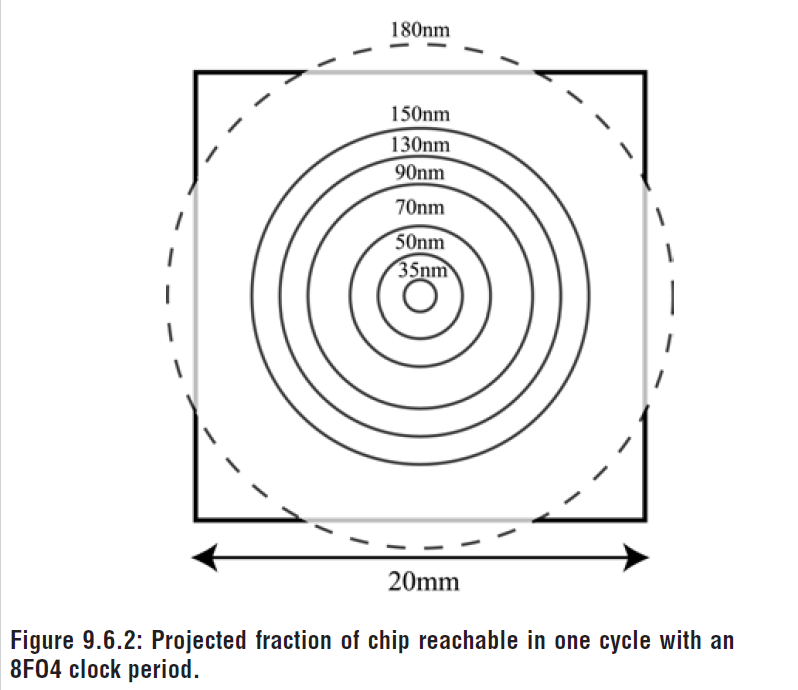 180nm
150nm
130nm
90nm
70nm
50nm
35nm
20mm
Figure 9.6.2: Projected fraction of chip reachable in one cycle with an
8FO4 clock period.